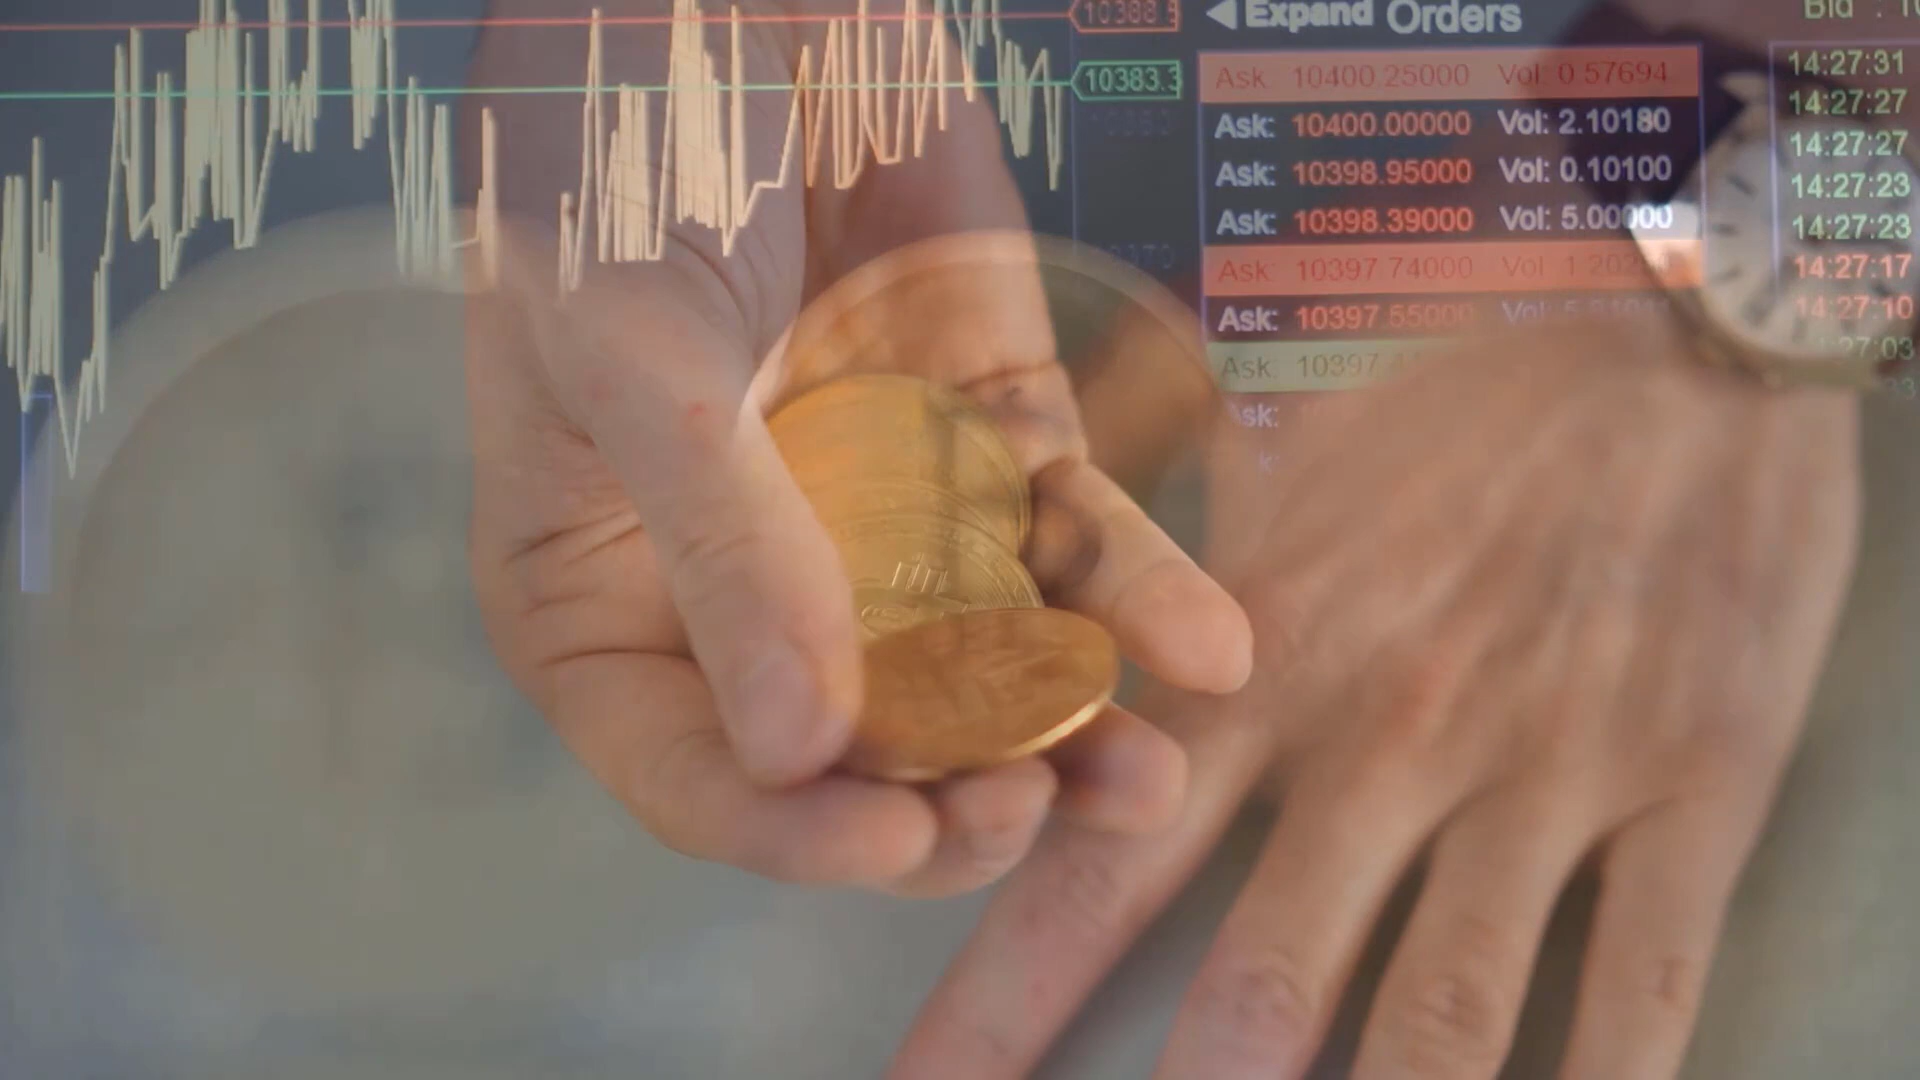 10388.5
10383.3
Expand Orders
Ask: 10400.25000 Vol: 0.57694
Ask: 10400.00000 Vol: 2.10180
Ask: 10398.95000 Vol: 0.10100
Ask: 10398.39000 Vol: 5.00000
Ask: 10397.74000 Vol:
Ask: 10397.55000 Vol:
Ask:
Ask:
Bid :
14:27:31
14:27:27
14:27:27
14:27:23
14:27:23
14:27:17
14:27:10